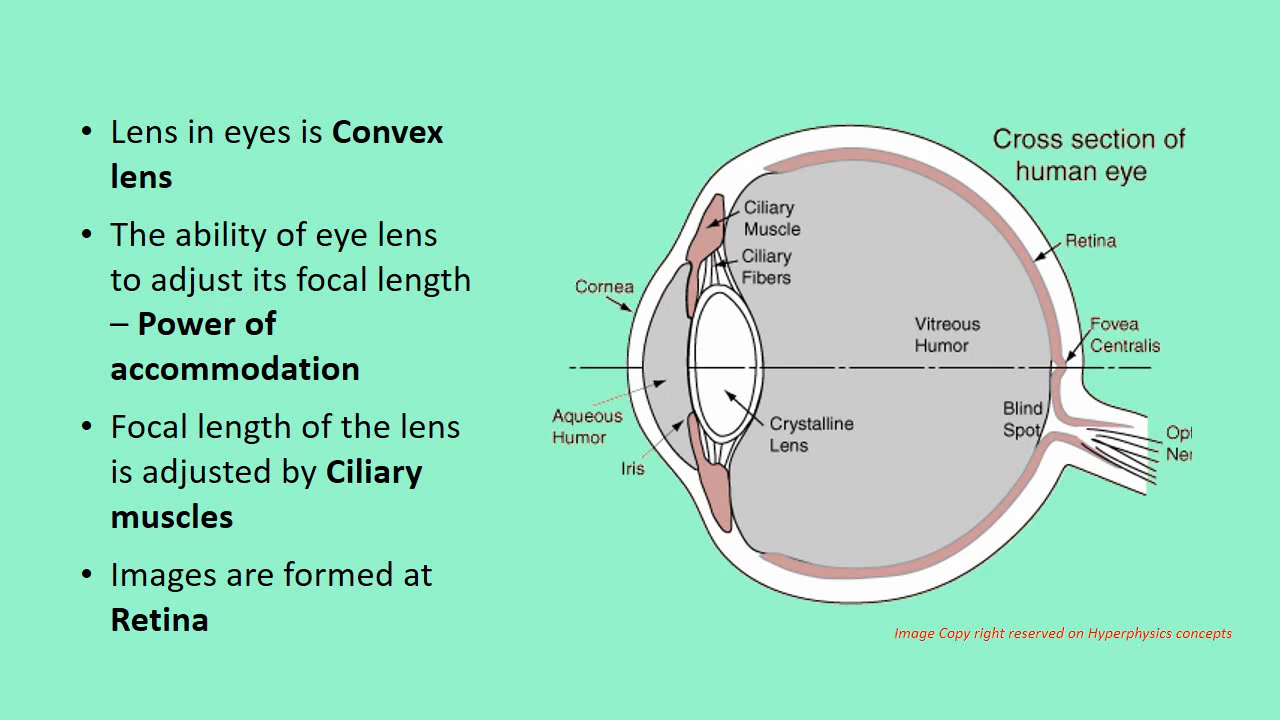 • Lens in eyes is Convex
lens
• The ability of eye lens
to adjust its focal length
– Power of
accommodation
• Focal length of the lens
is adjusted by Ciliary
muscles
• Images are formed at
Retina
Cross section of
human eye
Ciliary
Muscle
Ciliary
Fibers
Retina
Cornea
Vitreous
Humor
Fovea
Centralis
Aqueous
Humor
Iris
Crystalline
Lens
Blind
Spot
Image Copy right reserved on Hyperphysics concepts